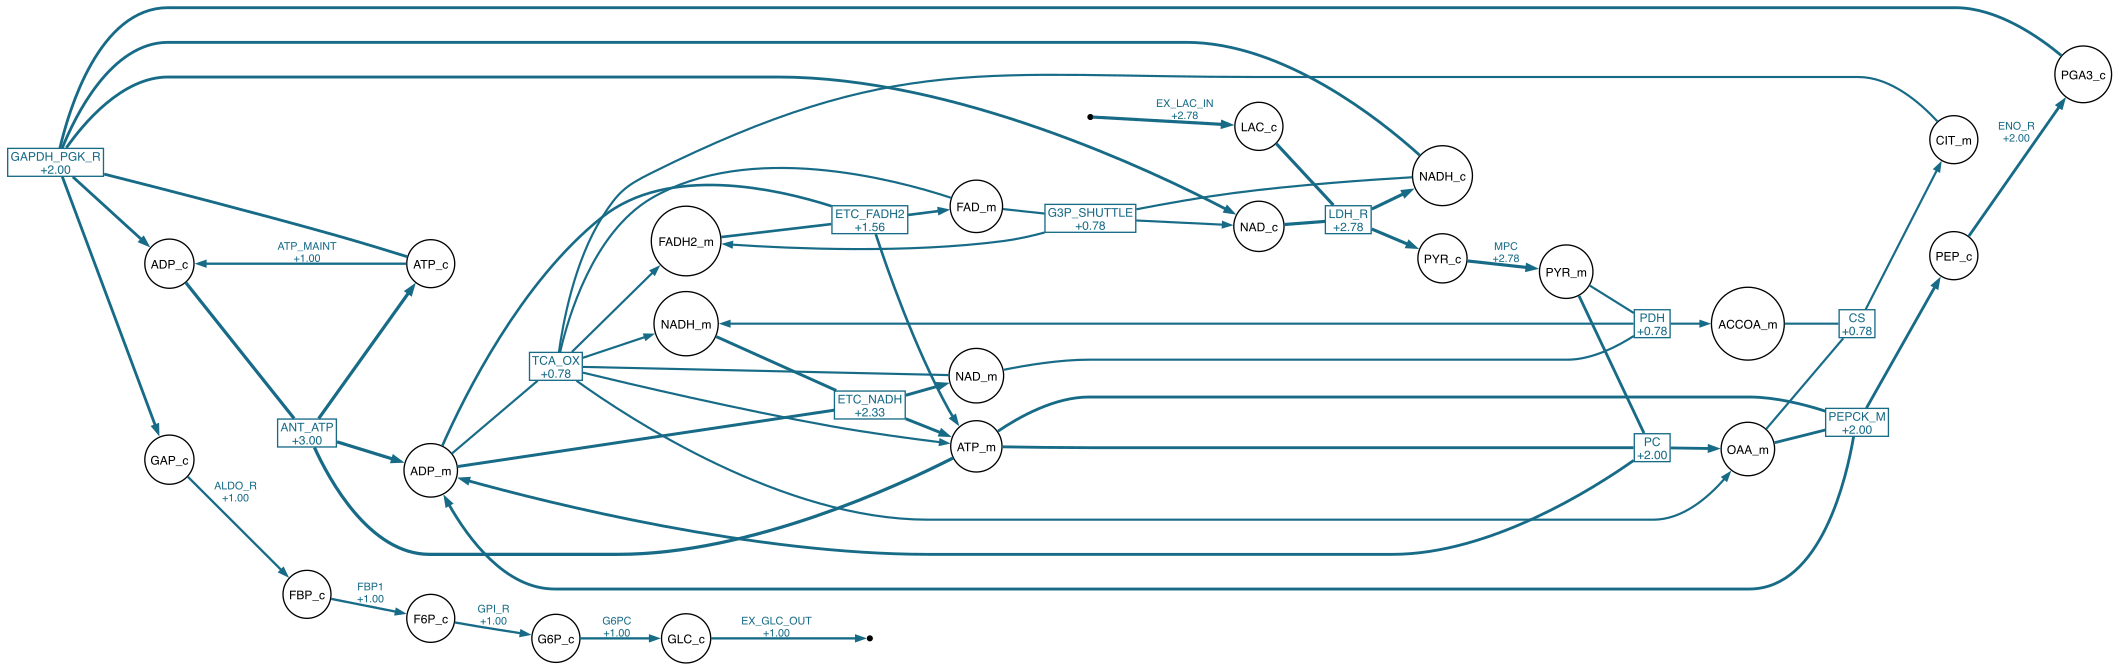 PGA3_c
EX_LAC_IN
+2.78
LAC_c
ENO_R
+2.00
CIT_m
GAPDH_PGK_R
+2.00
NADH_c
FAD_m
ETC_FADH2
+1.56
G3P_SHUTTLE
+0.78
LDH_R
+2.78
NAD_c
FADH2_m
ATP_MAINT
+1.00
ADP_c
ATP_c
PYR_c
MPC
+2.78
PYR_m
PEP_c
NADH_m
PDH
+0.78
ACCOA_m
CS
+0.78
TCA_OX
+0.78
NAD_m
ETC_NADH
+2.33
ANT_ATP
+3.00
PEPCK_M
+2.00
ATP_m
PC
+2.00
OAA_m
GAP_c
ADP_m
ALDO_R
+1.00
FBP_c
FBP1
+1.00
F6P_c
GPI_R
+1.00
G6P_c
G6PC
+1.00
GLC_c
EX_GLC_OUT
+1.00